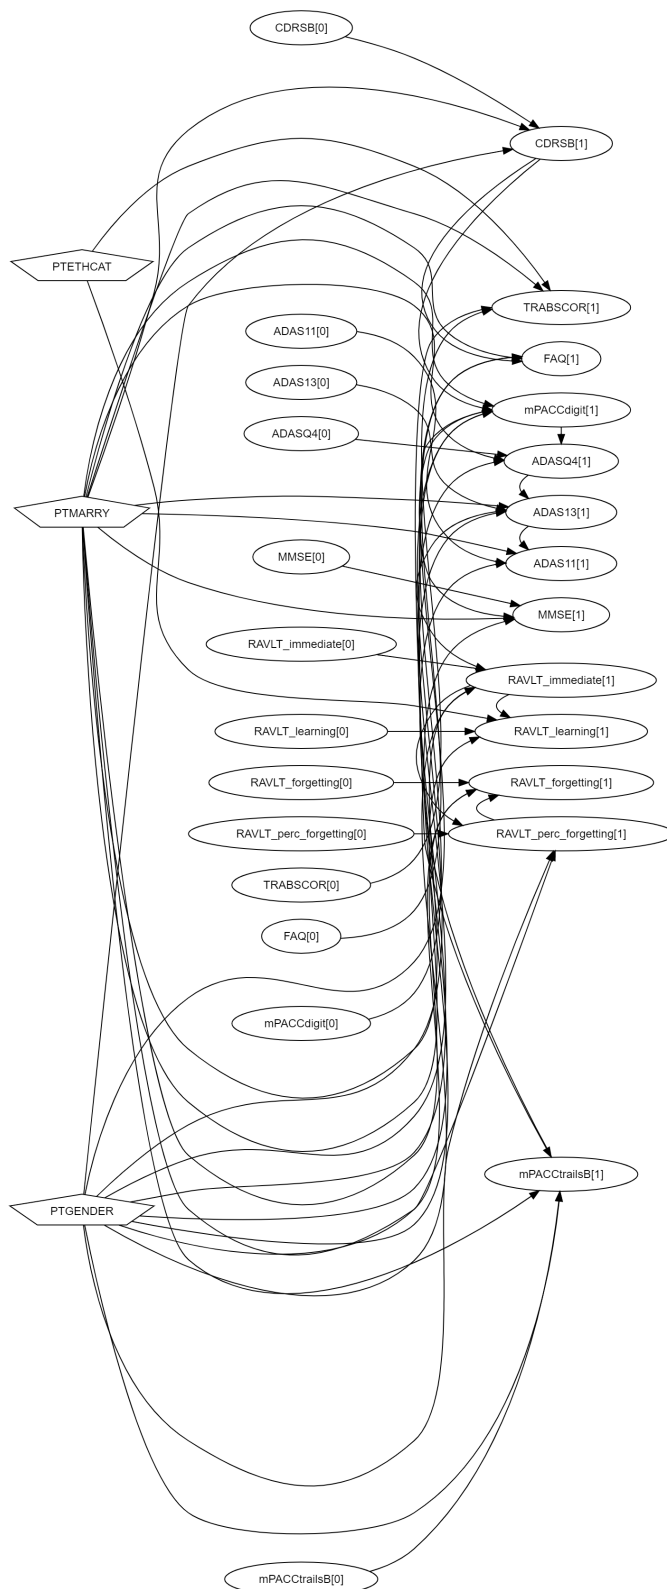 CDRSB[0]
CDRSB[1]
PTETHCAT
TRABSCOR[1]
ADAS11[0]
FAQ[1]
ADAS13[0]
mPACCdigit[1]
ADASQ4[0]
ADASQ4[1]
PTMARRY
ADAS13[1]
MMSE[0]
ADAS11[1]
MMSE[1]
RAVLT_immediate[0]
RAVLT_immediate[1]
RAVLT_learning[0]
RAVLT_learning[1]
RAVLT_forgetting[0]
RAVLT_forgetting[1]
RAVLT_perc_forgetting[0]
RAVLT_perc_forgetting[1]
TRABSCOR[0]
FAQ[0]
mPACCdigit[0]
mPACCtrailsB[1]
PTGENDER
mPACCtrailsB[0]